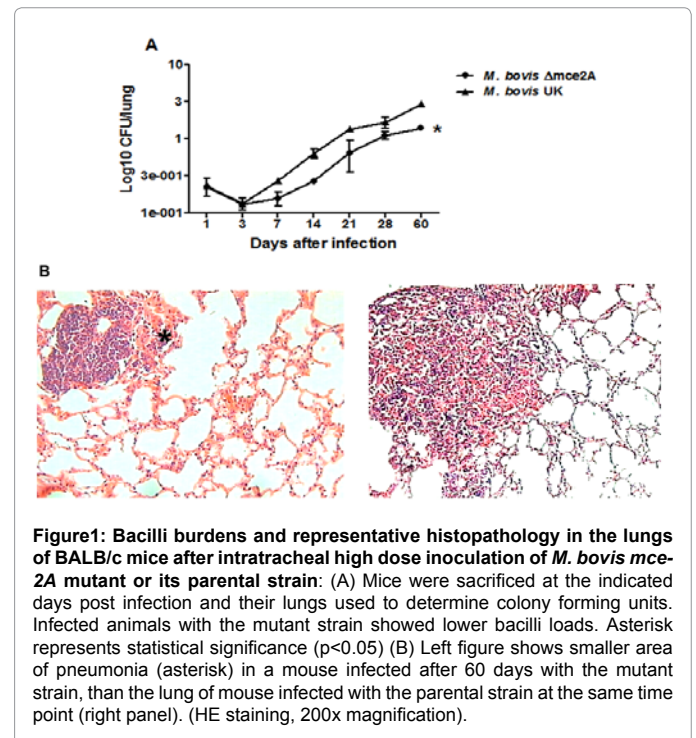 A
10
3
1
3e-001
1e-001
Log10 CFU/lung
M. bovis Δmce2A
M. bovis UK
*
1 3 7 14 21 28 60
Days after infection
B
*
Figure1: Bacilli burdens and representative histopathology in the lungs
of BALB/c mice after intratracheal high dose inoculation of M. bovis mce-
2A mutant or its parental strain: (A) Mice were sacrificed at the indicated
days post infection and their lungs used to determine colony forming units.
Infected animals with the mutant strain showed lower bacilli loads. Asterisk
represents statistical significance (p<0.05) (B) Left figure shows smaller area
of pneumonia (asterisk) in a mouse infected after 60 days with the mutant
strain, than the lung of mouse infected with the parental strain at the same time
point (right panel). (HE staining, 200x magnification).